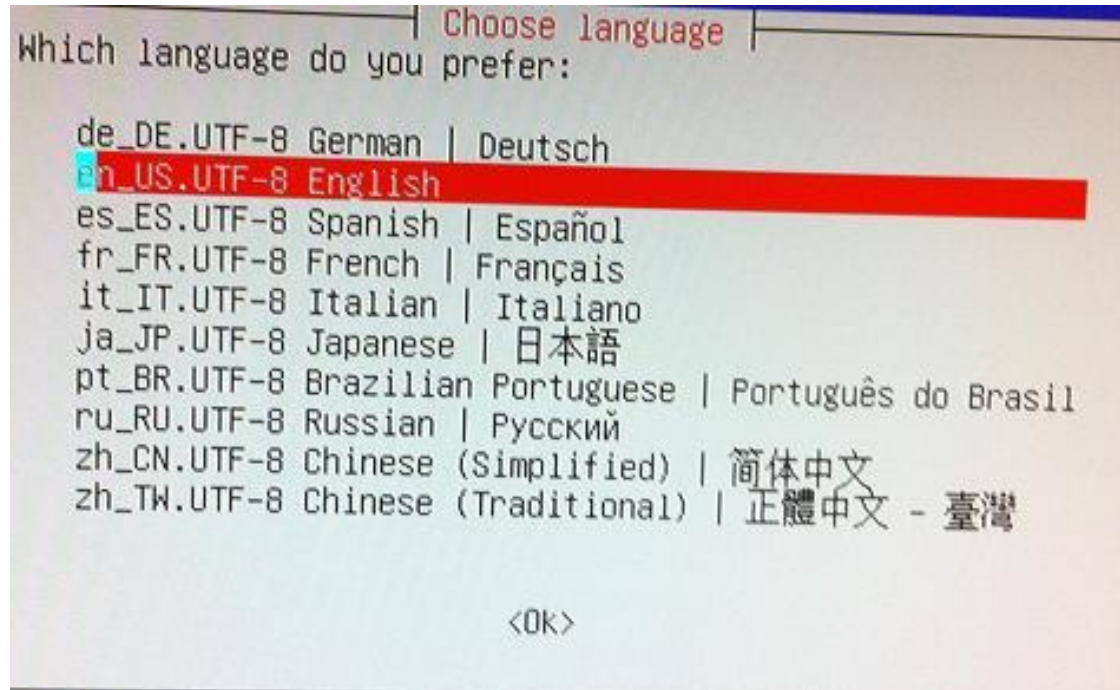 Choose language
Which language do you prefer:
de_DE.UTF-8 German | Deutsch
en_US.UTF-8 English
es_ES.UTF-8 Spanish | Español
fr_FR.UTF-8 French | Français
it_IT.UTF-8 Italian | Italiano
ja_JP.UTF-8 Japanese | 日本語
pt_BR.UTF-8 Brazilian Portuguese | Português do Brasil
ru_RU.UTF-8 Russian | Русский
zh_CN.UTF-8 Chinese (Simplified) | 简体中文
zh_TW.UTF-8 Chinese (Traditional) | 正體中文 - 臺灣
<Ok>